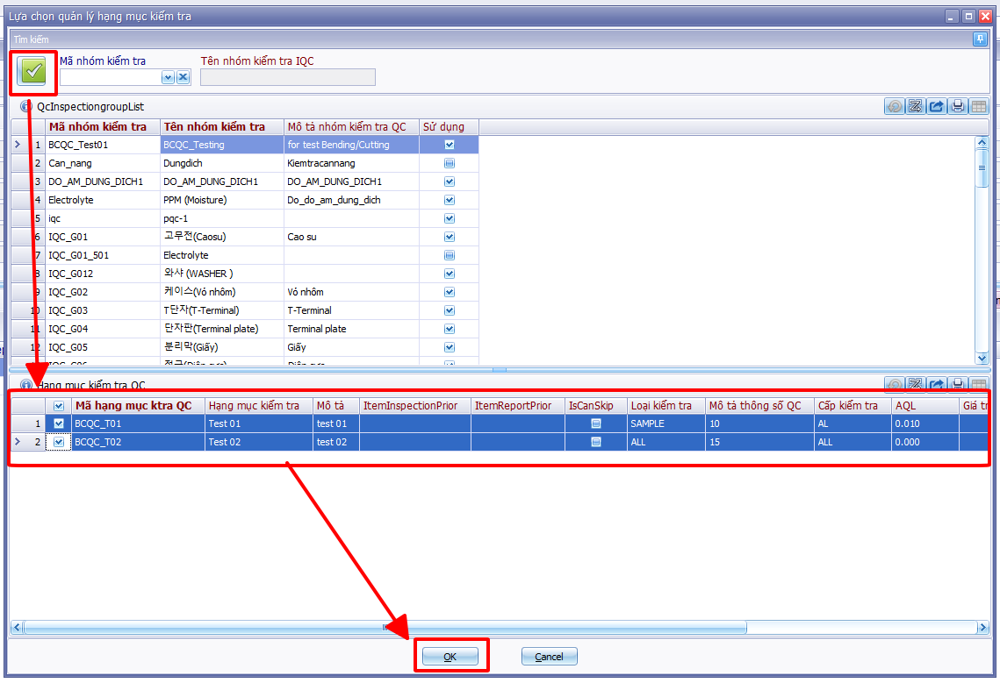 Lựa chọn quản lý hạng mục kiểm tra
Tìm kiếm
Mã nhóm kiểm tra Tên nhóm kiểm tra IQC
QcInspectiongroupList
Mã nhóm kiểm tra Tên nhóm kiểm tra Mô tả nhóm kiểm tra QC Sử dụng
1 BCQC_Test01 BCQC_Testing for test Bending/Cutting
2 Can_nang Dungdich Kiemtracannang
3 DO_AM_DUNG_DICH1 DO_AM_DUNG_DICH1 DO_AM_DUNG_DICH1
4 Electrolyte PPM (Moisture) Do_do_am_dung_dich
5 iqc pqc-1
6 IQC_G01 고무전(Caosu) Cao su
7 IQC_G01_501 Electrolyte
8 IQC_G012 와샤 (WASHER )
9 IQC_G02 케이스(Vỏ nhôm) Vỏ nhôm
10 IQC_G03 T단자(T-Terminal) T-Terminal
11 IQC_G04 단자판(Terminal plate) Terminal plate
12 IQC_G05 분리막(Giấy) Giấy
Hạng mục kiểm tra QC
Mã hạng mục ktra QC Hạng mục kiểm tra Mô tả ItemInspectionPrior ItemReportPrior IsCanSkip Loại kiểm tra Mô tả thông số QC Cấp kiểm tra AQL Giá
1 BCQC_T01 Test 01 test 01 SAMPLE 10 AL 0.010
2 BCQC_T02 Test 02 test 02 ALL 15 ALL 0.000
OK Cancel